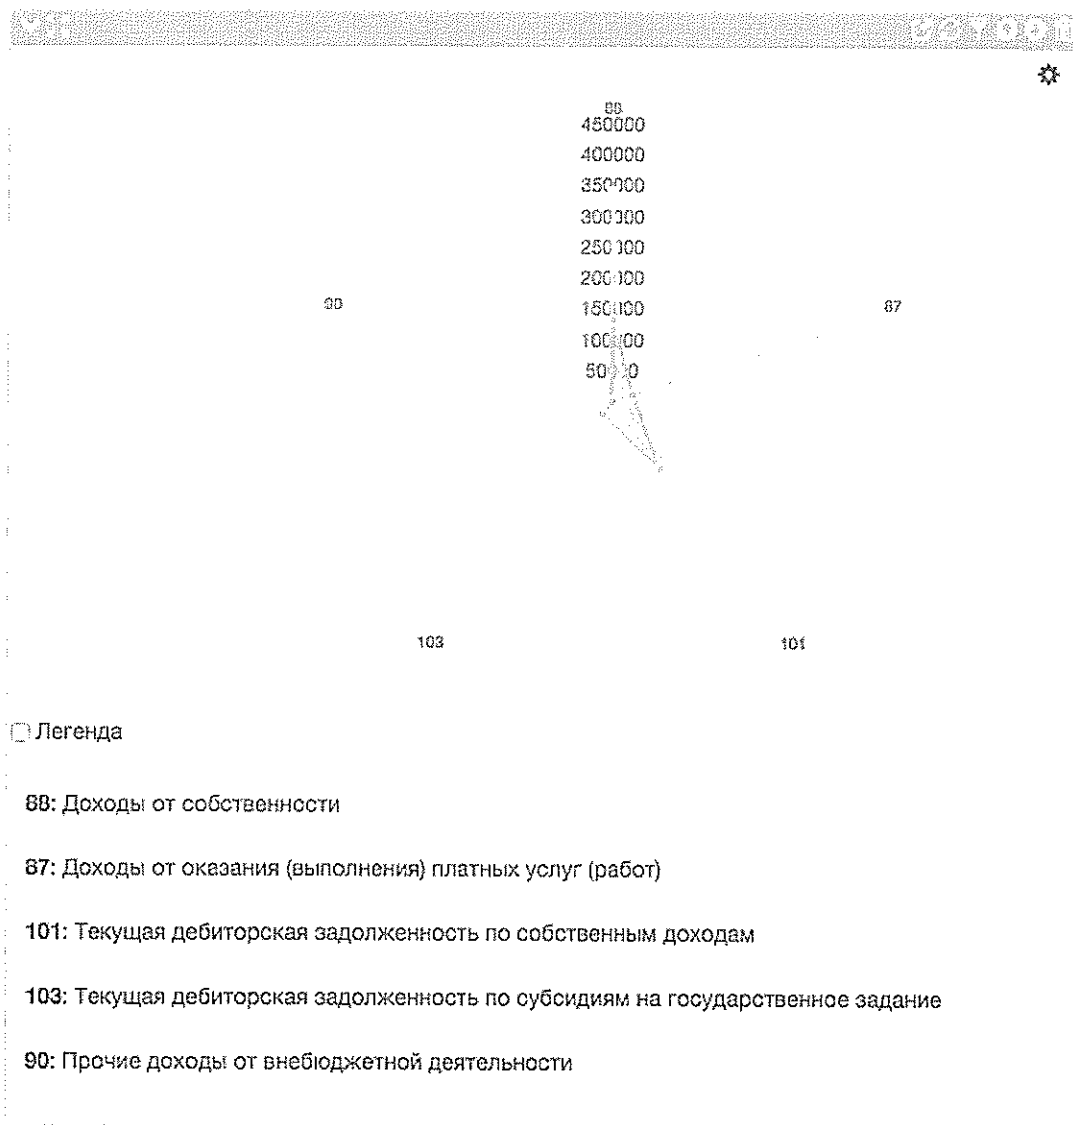 88
450000
400000
350000
300000
250000
200000
90
150000
87
100000
50000
103
101
Легенда
88: Доходы от собственности
87: Доходы от оказания (выполнения) платных услуг (работ)
101: Текущая дебиторская задолженность по собственным доходам
103: Текущая дебиторская задолженность по субсидиям на государственное задание
90: Прочие доходы от внебюджетной деятельности